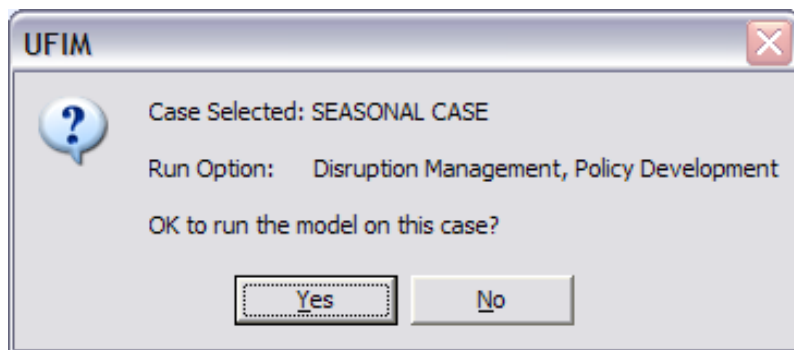 UFIM
Case Selected: SEASONAL CASE
Run Option: Disruption Management, Policy Development
OK to run the model on this case?
Yes No